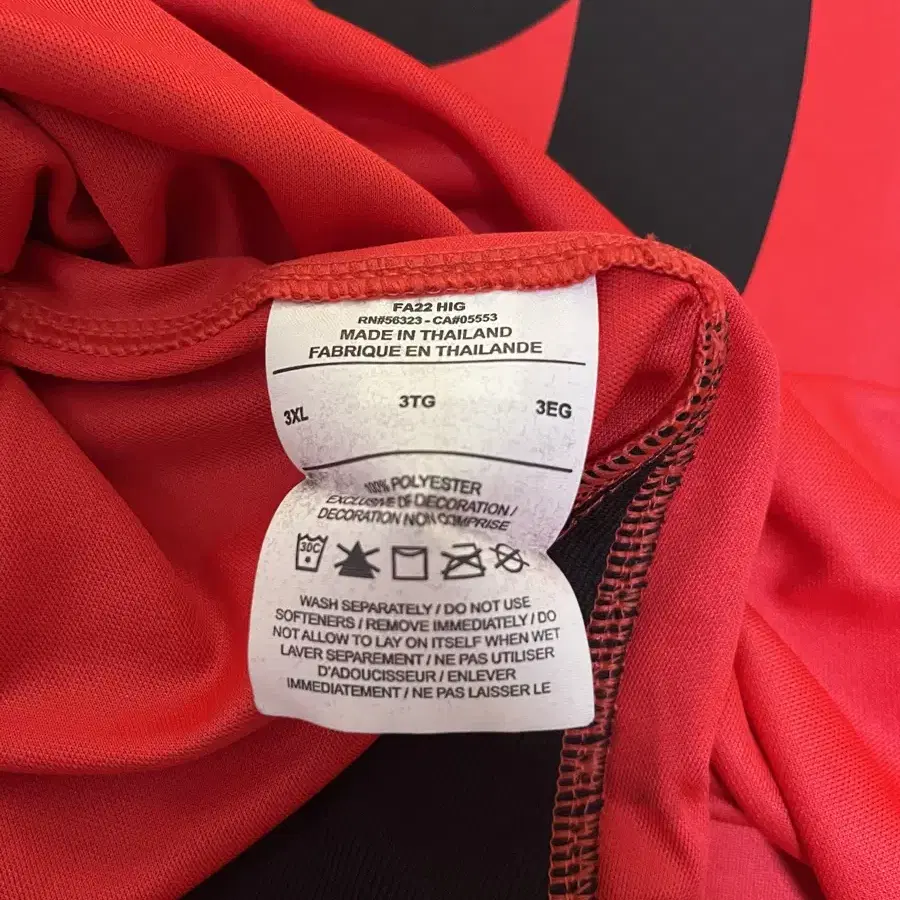 FA22 HIG
RN#56323 - CA#05553
MADE IN THAILAND
FABRIQUE EN THAILANDE
3XL 3TG 3EG
100% POLYESTER
EXCLUSIVE OF DECORATION /
DECORATION NON COMPRISE
30C
WASH SEPARATELY / DO NOT USE
SOFTENERS / REMOVE IMMEDIATELY / DO
NOT ALLOW TO LAY ON ITSELF WHEN WET
LAVER SEPAREMENT / NE PAS UTILISER
D'ADOUCISSEUR / ENLEVER
IMMEDIATEMENT / NE PAS LAISSER LE